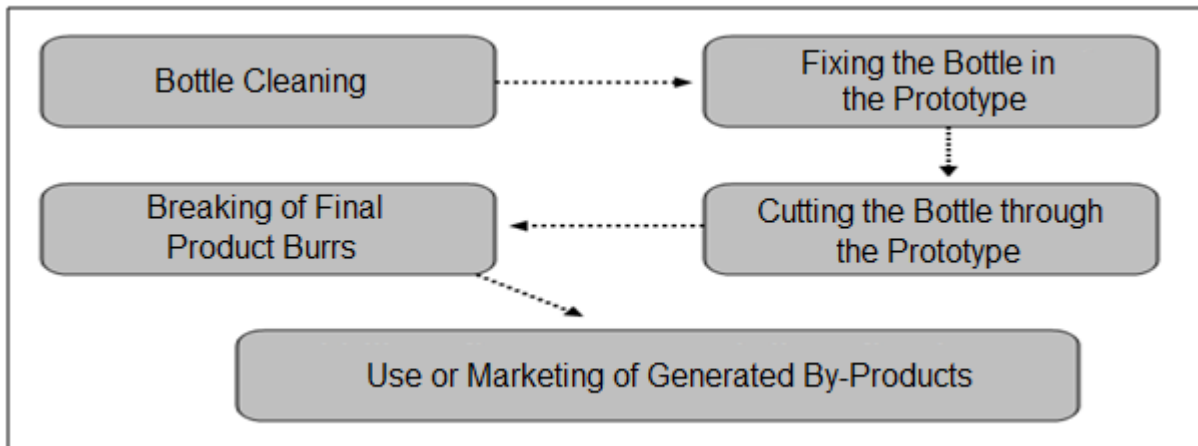 Bottle Cleaning
Fixing the Bottle in
the Prototype
Cutting the Bottle through
the Prototype
Breaking of Final
Product Burrs
Use or Marketing of Generated By-Products